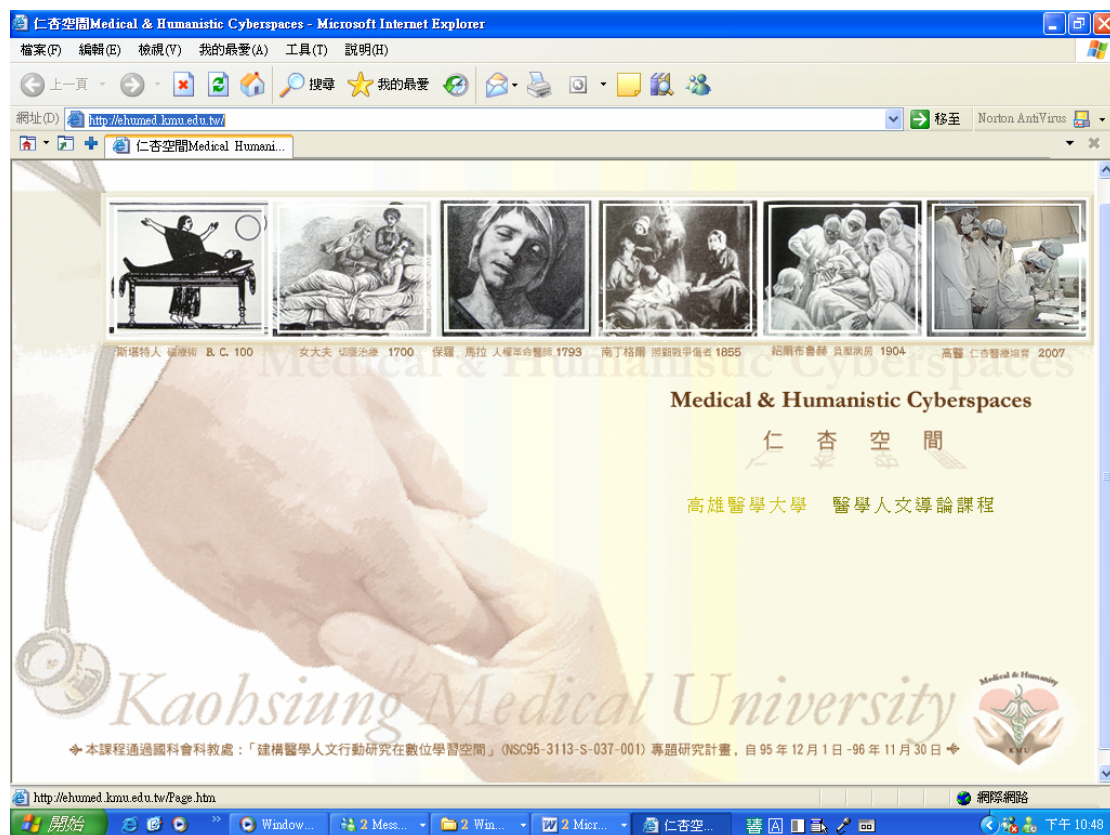 仁杏空間Medical & Humanistic Cyberspaces - Microsoft Internet Explorer
檔案(F) 編輯(E) 檢視(V) 我的最愛(A) 工具(T) 說明(H)
上一頁 搜尋 我的最愛
網址(D) http://ehumed.kmu.edu.tw/ 移至 Norton AntiVirus
仁杏空間Medical Humani...
斯堪特人 磁療術 B. C. 100 女大夫 切脈治療 1700 保羅．馬拉 人權革命醫師 1793 南丁格爾 照顧戰爭傷者 1855 紹爾布魯赫 負壓病房 1904 高醫 仁杏醫療培育 2007
Medical & Humanistic Cyberspaces
Medical & Humanistic Cyberspaces
仁杏空間
高雄醫學大學 醫學人文導論課程
Kaohsiung Medical University
Medical & Humanity
KMU
本課程通過國科會科教處：「建構醫學人文行動研究在數位學習空間」(NSC95-3113-S-037-001) 專題研究計畫，自 95 年 12 月 1 日 -96 年 11 月 30 日
http://ehumed.kmu.edu.tw/Page.htm 網際網路
開始 Window... 2 Mess... 2 Win... 2 Micr... 仁杏空... 下午 10:48